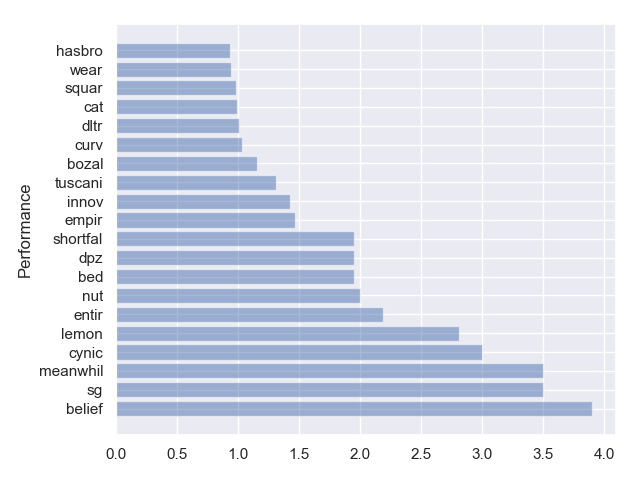 hasbro
wear
squar
cat
dltr
curv
bozal
tuscani
innov
empir
shortfal
dpz
bed
nut
entir
lemon
cynic
meanwhil
sg
belief
Performance
0.0 0.5 1.0 1.5 2.0 2.5 3.0 3.5 4.0